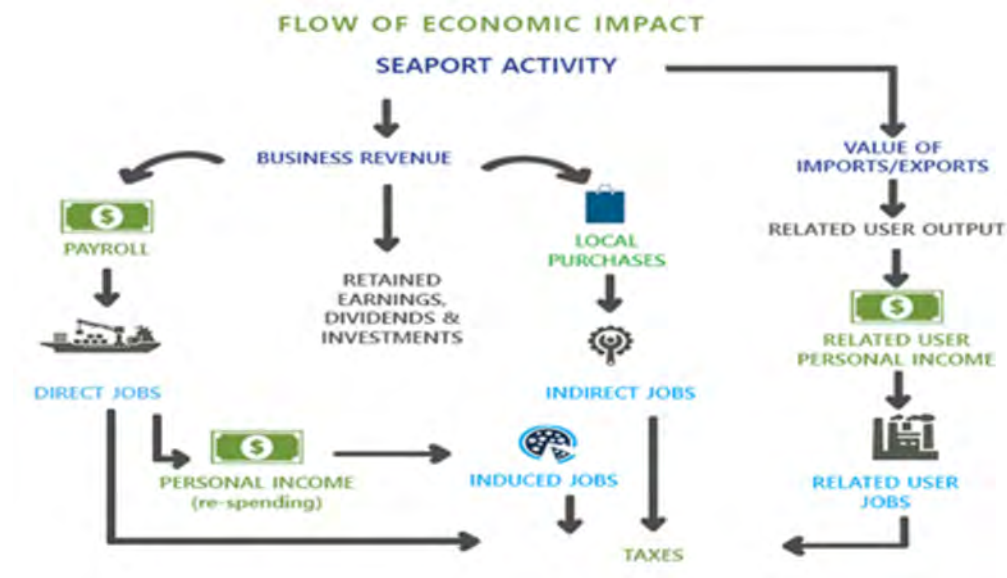 FLOW OF ECONOMIC IMPACT
SEAPORT ACTIVITY
BUSINESS REVENUE
VALUE OF
IMPORTS/EXPORTS
$
PAYROLL
LOCAL
PURCHASES
RELATED USER OUTPUT
RETAINED
EARNINGS,
DIVIDENDS &
INVESTMENTS
$
RELATED USER
PERSONAL INCOME
DIRECT JOBS
INDIRECT JOBS
$
PERSONAL INCOME
(re-spending)
INDUCED JOBS
RELATED USER
JOBS
TAXES